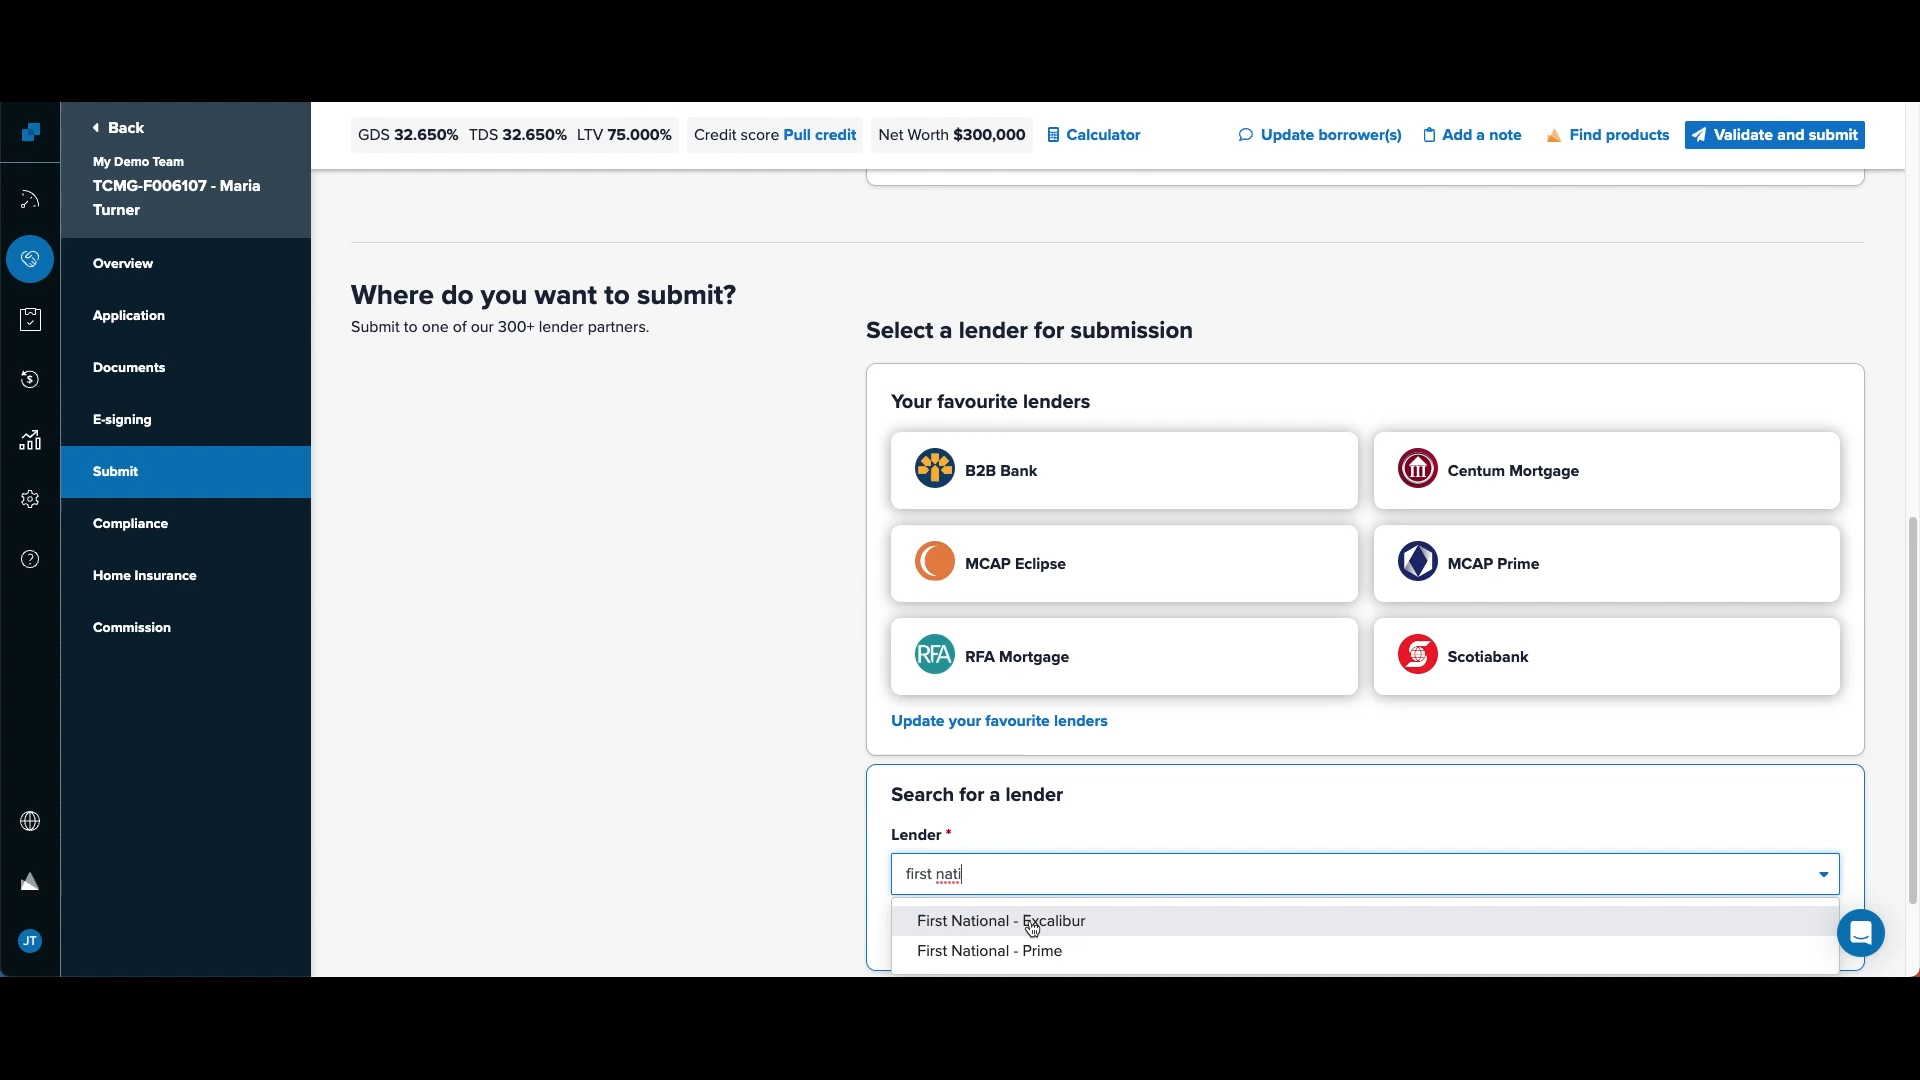 Back
My Demo Team
TCMG-F006107 - Maria
Turner
Overview
Application
Documents
E-signing
Submit
Compliance
Home Insurance
Commission
JT
GDS 32.650% TDS 32.650% LTV 75.000%
Credit score Pull credit
Net Worth $300,000
Calculator
Update borrower(s)
Add a note
Find products
Validate and submit
Where do you want to submit?
Submit to one of our 300+ lender partners.
Select a lender for submission
Your favourite lenders
B2B Bank
Centum Mortgage
MCAP Eclipse
MCAP Prime
RFA RFA Mortgage
Scotiabank
Update your favourite lenders
Search for a lender
Lender *
first nati
First National - Excalibur
First National - Prime